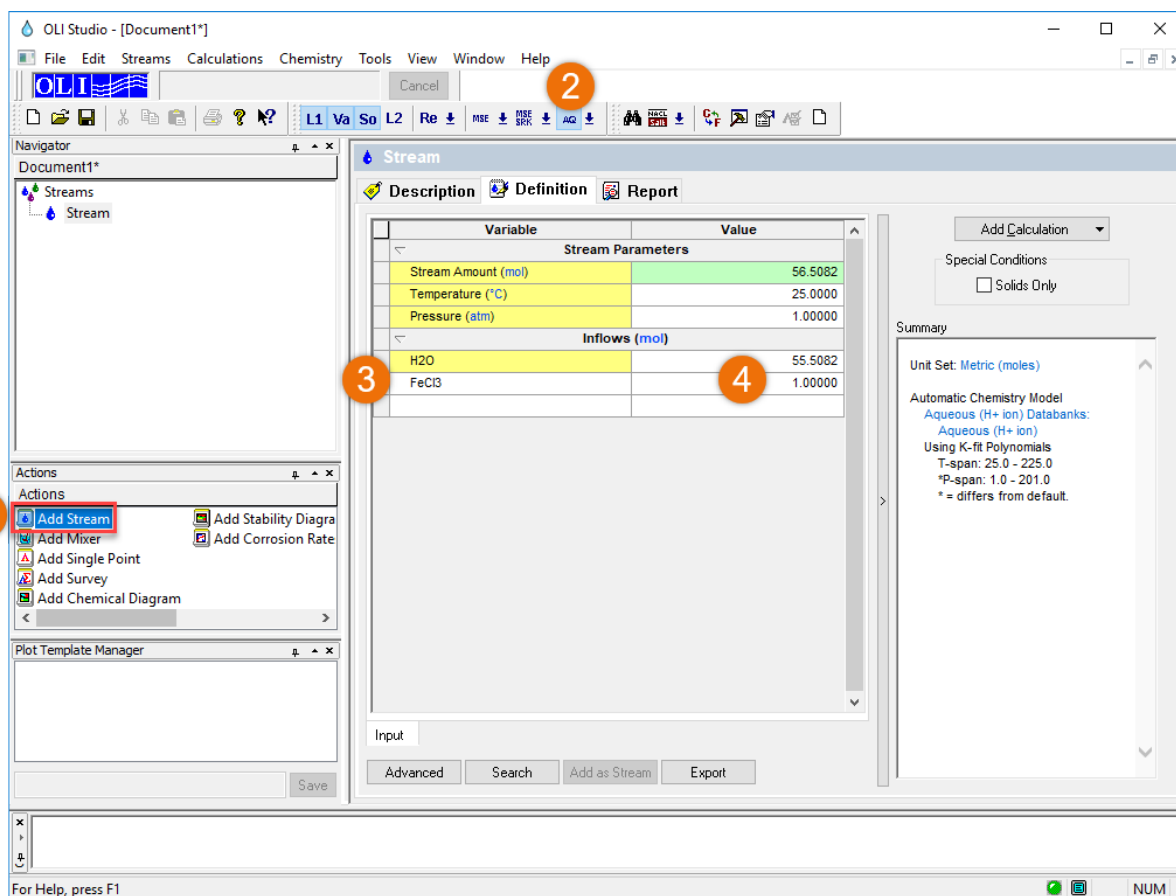 OLI Studio - [Document1*]
File Edit Streams Calculations Chemistry Tools View Window Help
OLI Cancel
2
L1 Va So L2 Re MSE MSE SRK AQ NACL
Navigator
Document1*
Streams
Stream
Actions
Actions
Add Stream Add Stability Diagra
Add Mixer Add Corrosion Rate
Add Single Point
Add Survey
Add Chemical Diagram
Plot Template Manager
Save
Stream
Description Definition Report
Variable Value
Stream Parameters
Stream Amount (mol) 56.5082
Temperature (°C) 25.0000
Pressure (atm) 1.00000
Inflows (mol)
H2O 55.5082
3 FeCl3 4 1.00000
Input
Advanced Search Add as Stream Export
Add Calculation
Special Conditions
Solids Only
Summary
Unit Set: Metric (moles)
Automatic Chemistry Model
Aqueous (H+ ion) Databanks:
Aqueous (H+ ion)
Using K-fit Polynomials
T-span: 25.0 - 225.0
*P-span: 1.0 - 201.0
* = differs from default.
For Help, press F1 NUM